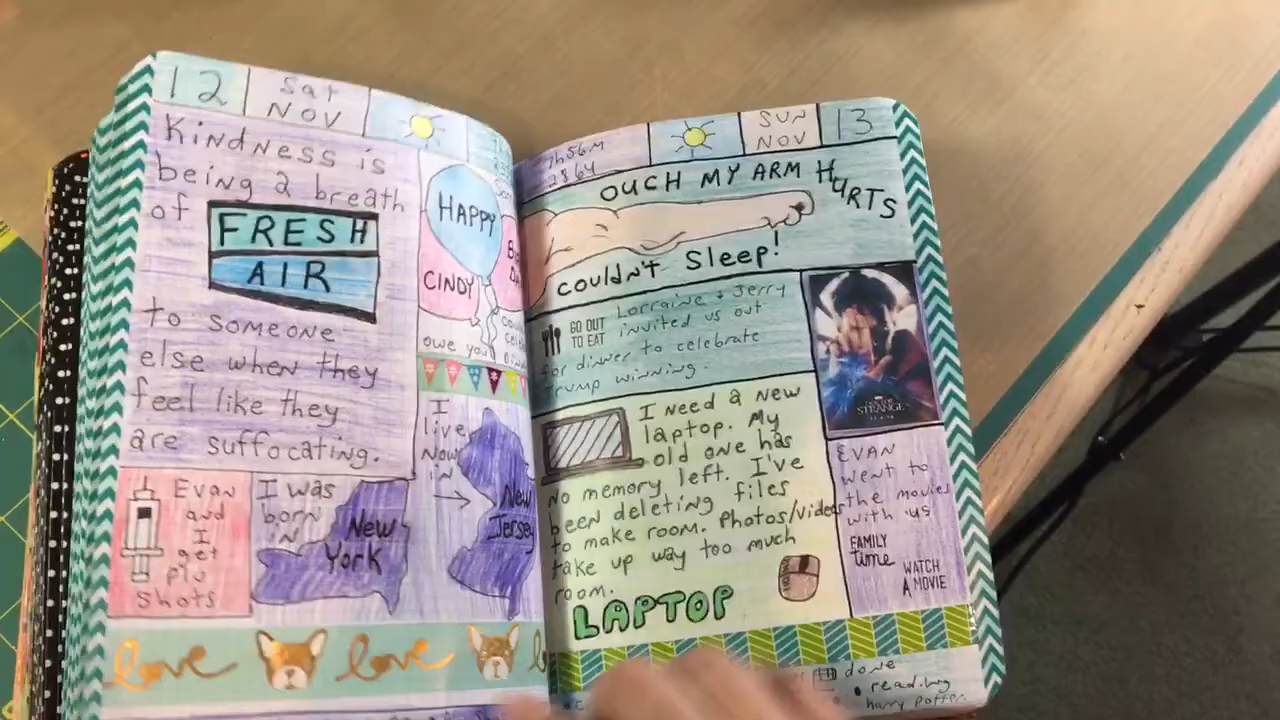 12
Sat
NOV
Kindness is
being a breath
of
FRESH
AIR
to someone
else when they
feel like they
are suffocating.
HAPPY
CINDY
owe you
I
live
Now
in
New
Jersey
Evan
and
I
get
Flu
Shots
I was
born
in
New
York
love
love
7h56m
2864
SUN
NOV
13
OUCH MY ARM HURTS
Couldn't Sleep!
GO OUT
TO EAT
Lorraine + Jerry
invited us out
for dinner to celebrate
Trump winning.
DOCTOR
STRANGE
I Need a New
laptop. My
old one has
No memory left. I've
been deleting files
to make room. Photos/Videos
take up way too much
room.
LAPTOP
EVAN
went to
the movies
with us
FAMILY
time
WATCH
A MOVIE
done
• reading
harry Potter